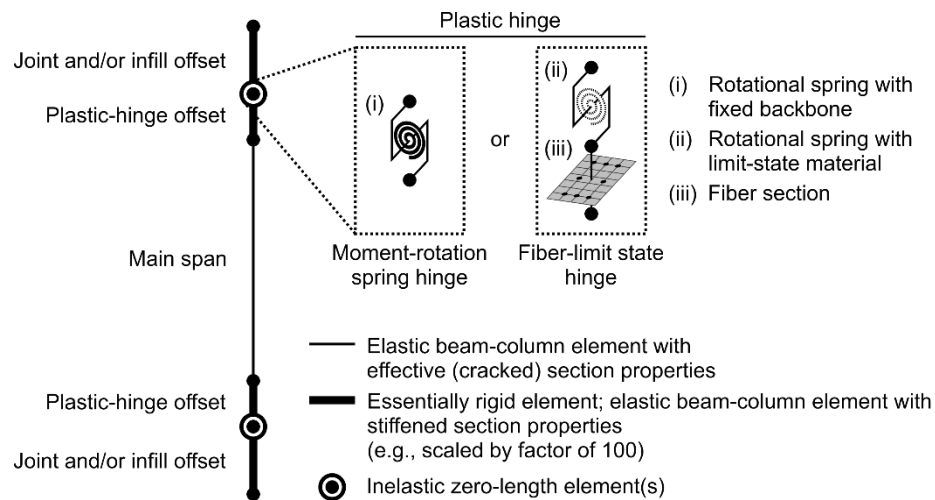 Plastic hinge
Joint and/or infill offset
Plastic-hinge offset
(i)
or
(ii)
(iii)
(i) Rotational spring with
fixed backbone
(ii) Rotational spring with
limit-state material
(iii) Fiber section
Moment-rotation
spring hinge
Fiber-limit state
hinge
Main span
Elastic beam-column element with
effective (cracked) section properties
Plastic-hinge offset
Essentially rigid element; elastic beam-column element with
stiffened section properties
(e.g., scaled by factor of 100)
Joint and/or infill offset
Inelastic zero-length element(s)